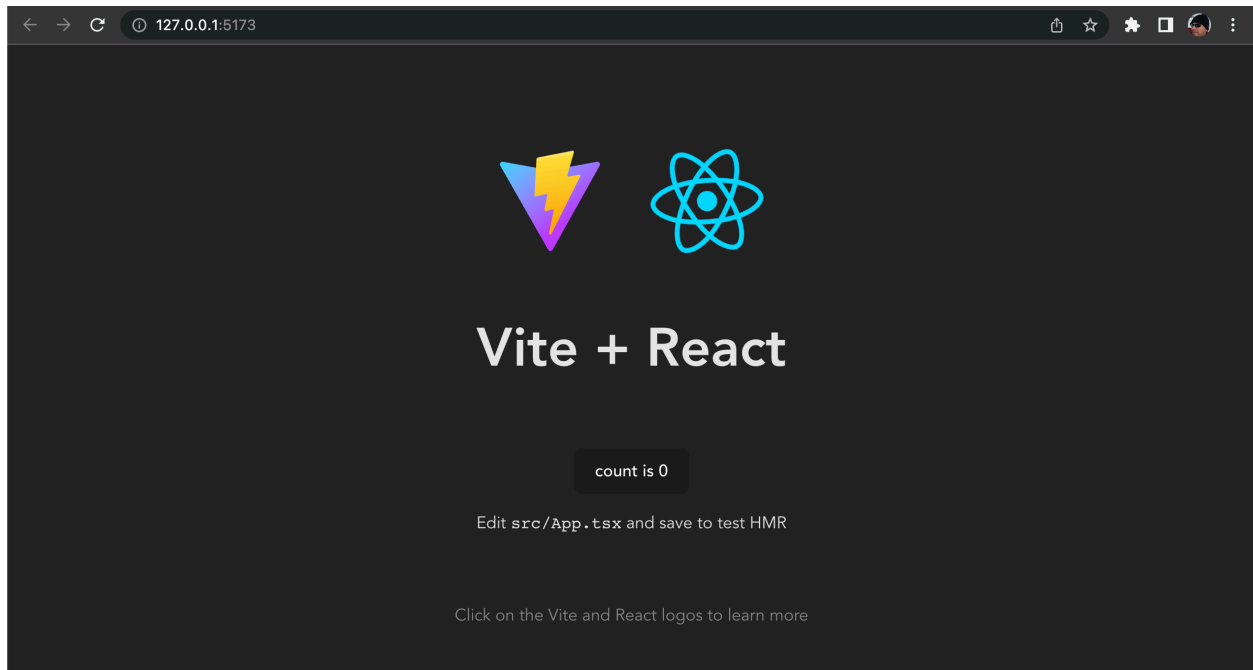 127.0.0.1:5173
Vite + React
count is 0
Edit src/App.tsx and save to test HMR
Click on the Vite and React logos to learn more